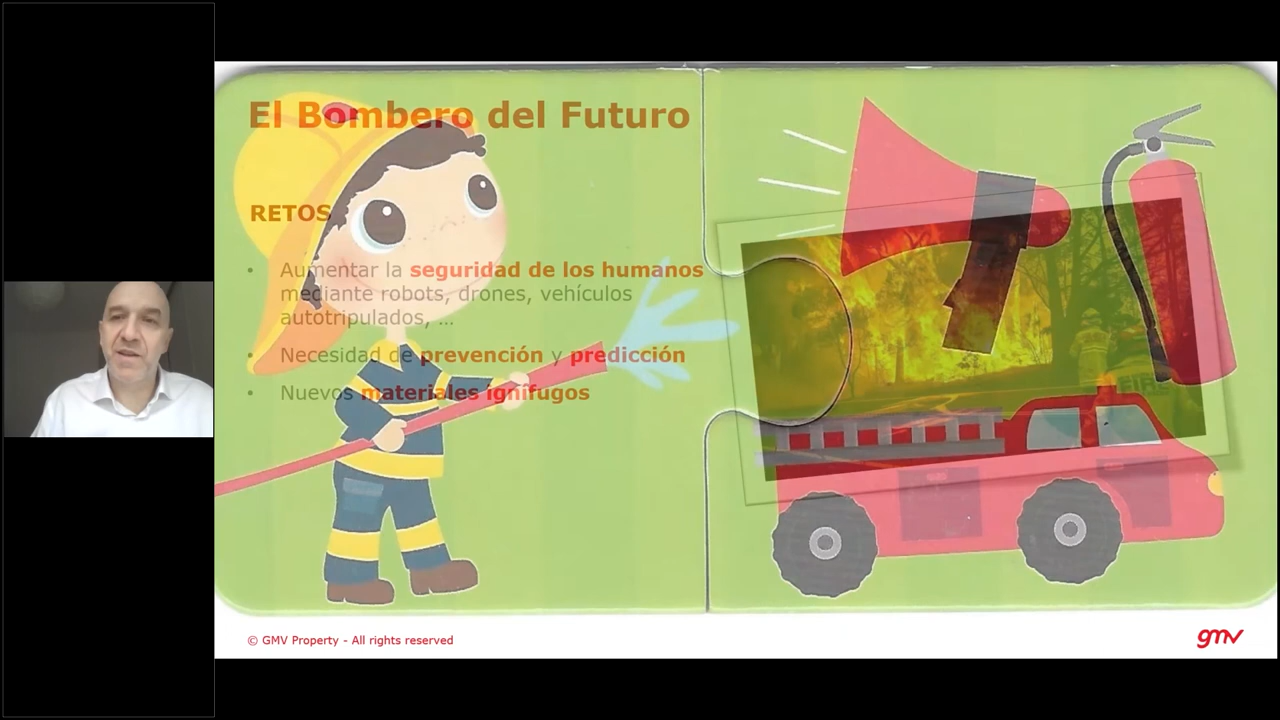 El Bombero del Futuro
RETOS
• Aumentar la seguridad de los humanos
mediante robots, drones, vehículos
autotripulados, ...
• Necesidad de prevención y predicción
• Nuevos materiales ignífugos
FIRE
© GMV Property - All rights reserved
gmv